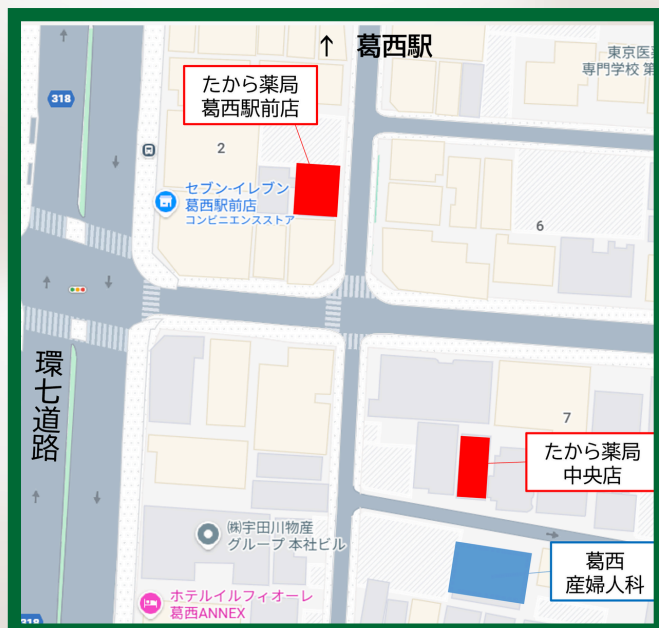 ↑ 葛西駅
東京医
専門学校 第
318
たから薬局
葛西駅前店
2
セブン-イレブン
葛西駅前店
コンビニエンスストア
6
環七道路
7
たから薬局
中央店
㈱宇田川物産
グループ 本社ビル
葛西
産婦人科
ホテルイルフィオーレ
葛西ANNEX
318